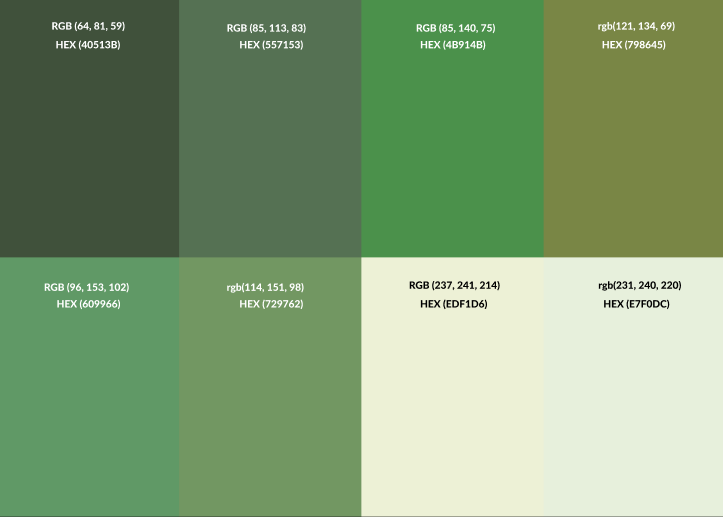 RGB (64, 81, 59)
HEX (40513B)
RGB (85, 113, 83)
HEX (557153)
RGB (85, 140, 75)
HEX (4B914B)
rgb(121, 134, 69)
HEX (798645)
RGB (96, 153, 102)
HEX (609966)
rgb(114, 151, 98)
HEX (729762)
RGB (237, 241, 214)
HEX (EDF1D6)
rgb(231, 240, 220)
HEX (E7F0DC)